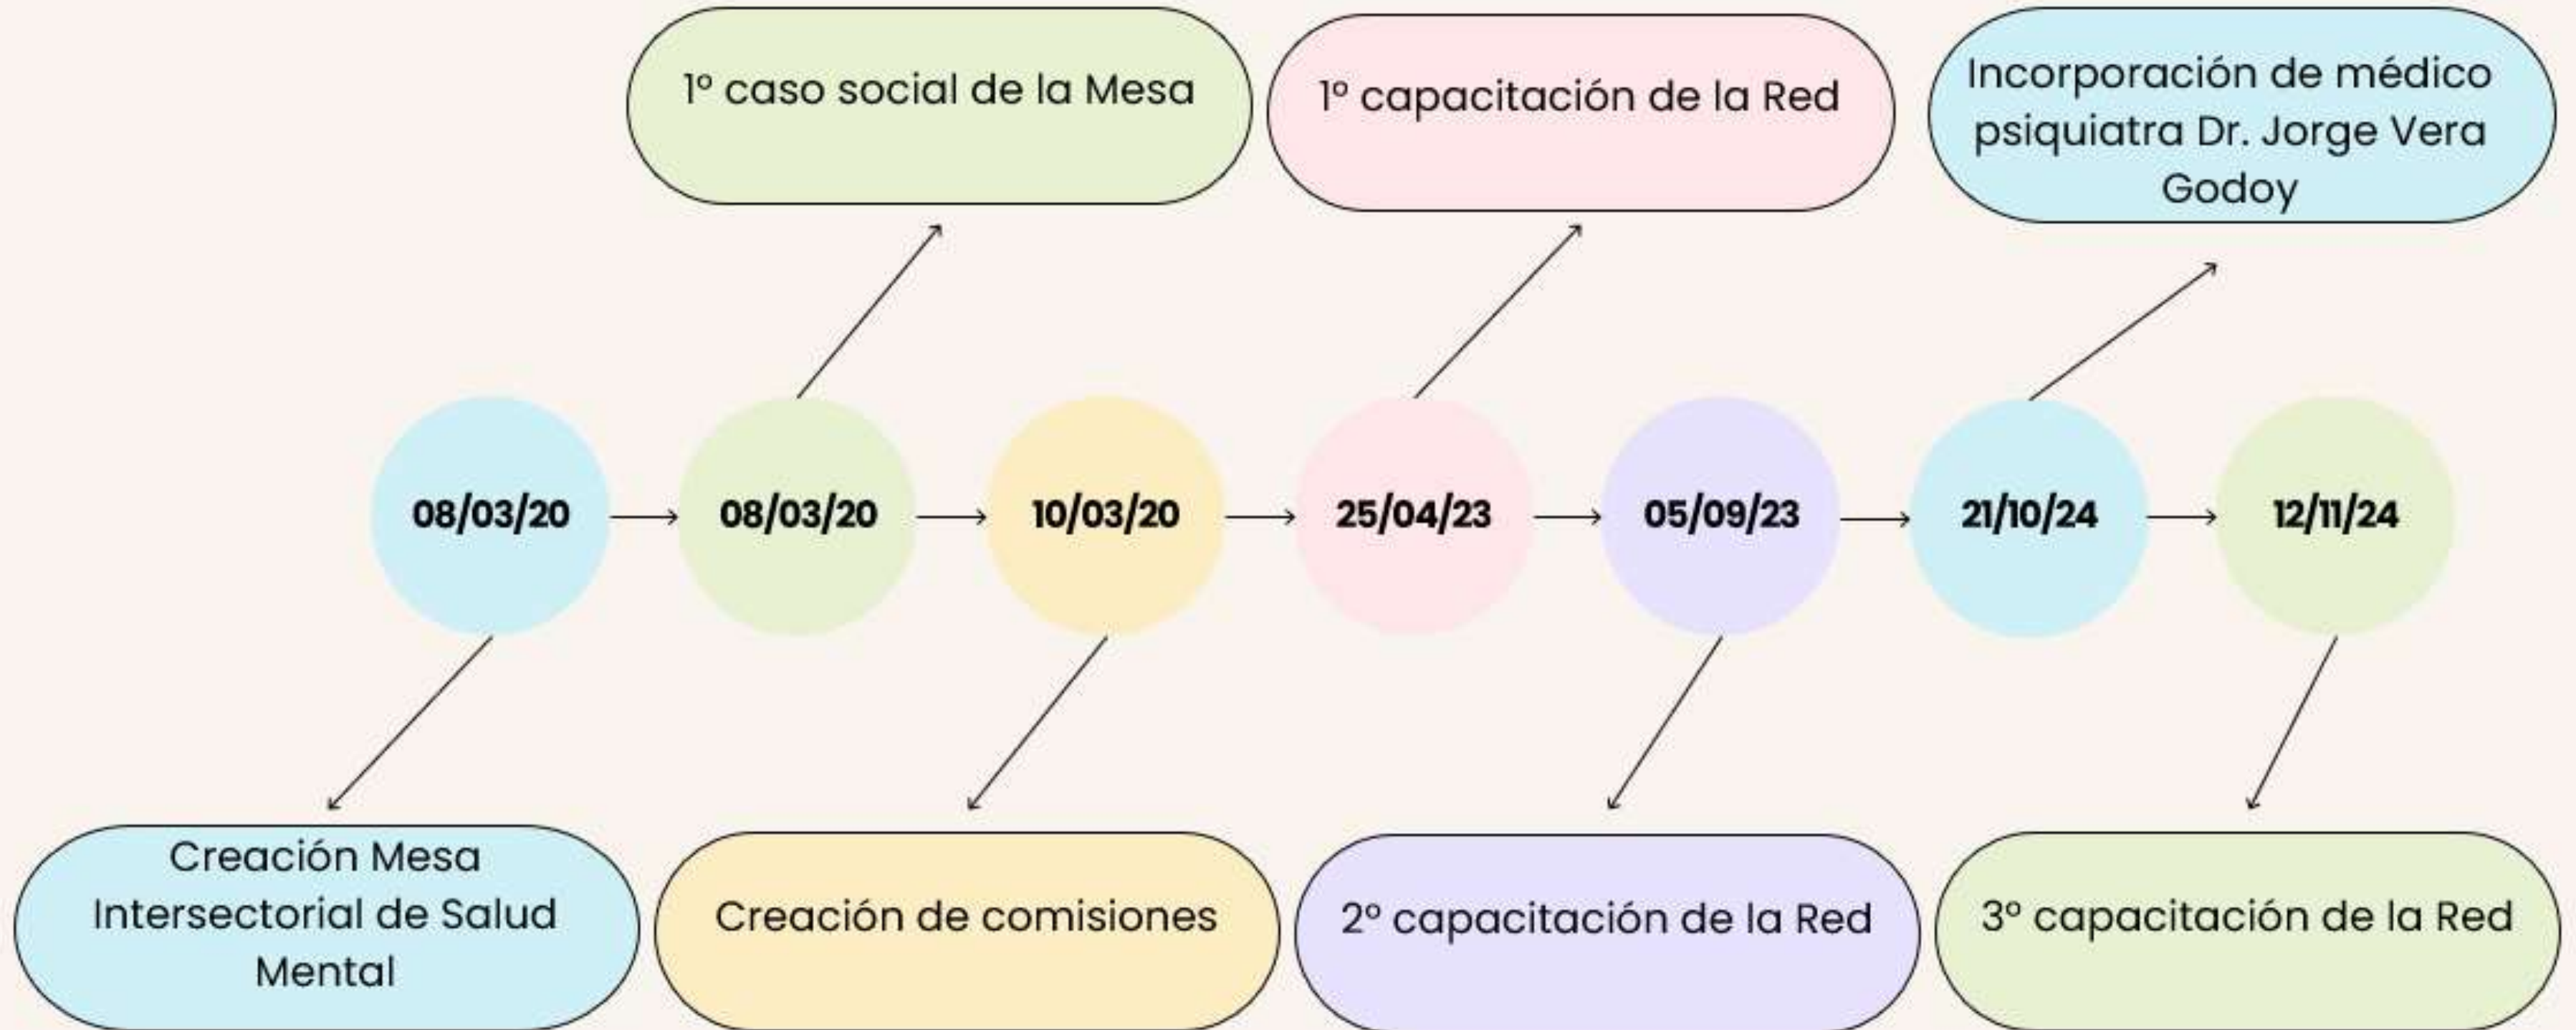 1º caso social de la Mesa
1º capacitación de la Red
Incorporación de médico
psiquiatra Dr. Jorge Vera
Godoy
08/03/20
08/03/20
10/03/20
25/04/23
05/09/23
21/10/24
12/11/24
Creación Mesa
Intersectorial de Salud
Mental
Creación de comisiones
2º capacitación de la Red
3º capacitación de la Red